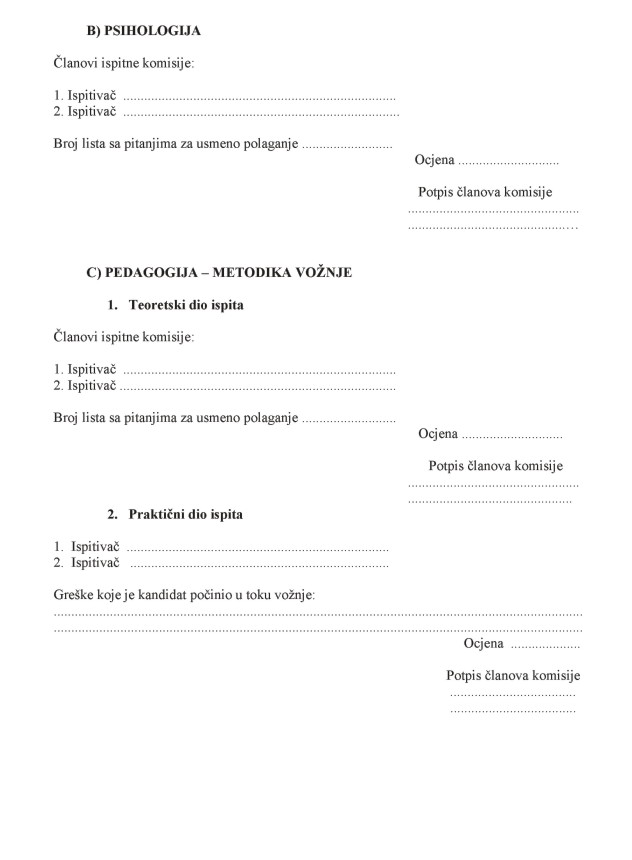 B) PSIHOLOGIJA
Članovi ispitne komisije:
1. Ispitivač ..............................................................................
2. Ispitivač ...............................................................................
Broj lista sa pitanjima za usmeno polaganje ..........................
Ocjena .............................
Potpis članova komisije
.................................................
.................................................
C) PEDAGOGIJA – METODIKA VOŽNJE
1. Teoretski dio ispita
Članovi ispitne komisije:
1. Ispitivač ..............................................................................
2. Ispitivač ...............................................................................
Broj lista sa pitanjima za usmeno polaganje ...........................
Ocjena .............................
Potpis članova komisije
.................................................
...............................................
2. Praktični dio ispita
1. Ispitivač ...........................................................................
2. Ispitivač ..........................................................................
Greške koje je kandidat počinio u toku vožnje:
.......................................................................................................................................................
.......................................................................................................................................................
Ocjena ....................
Potpis članova komisije
....................................
....................................